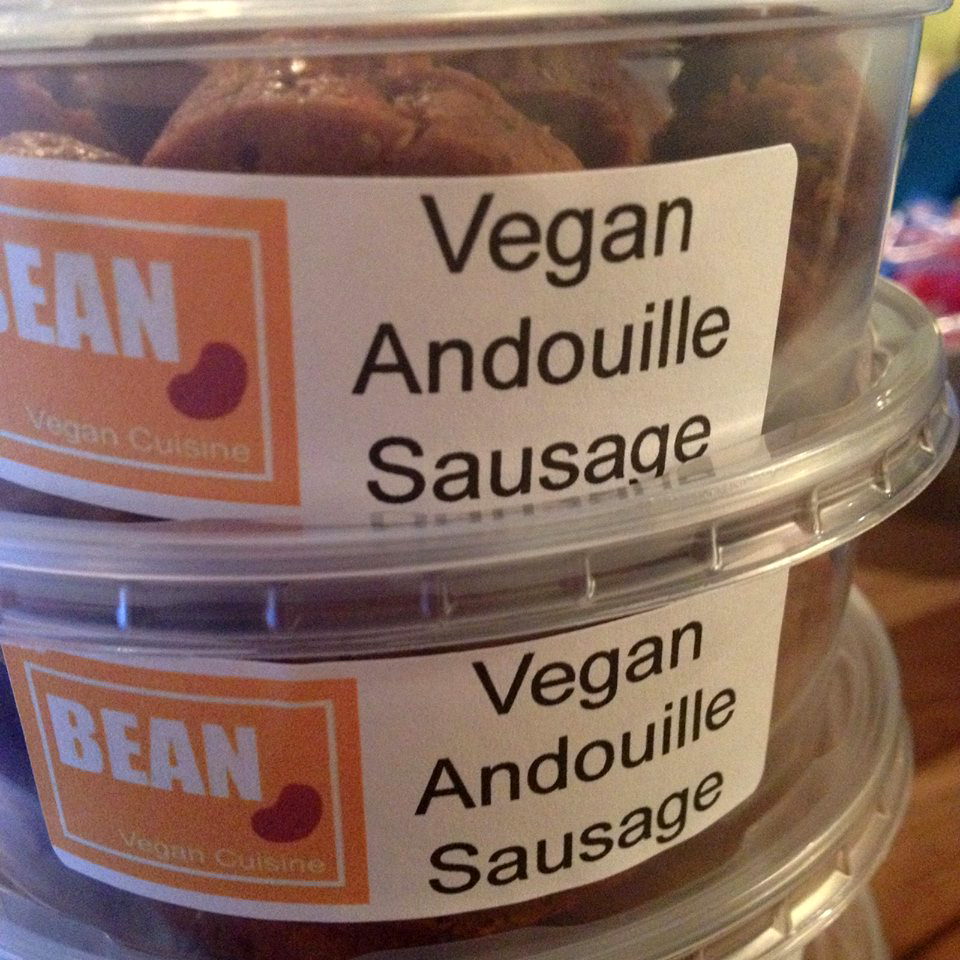 BEAN
Vegan Cuisine
Vegan
Andouille
Sausage
BEAN
Vegan Cuisine
Vegan
Andouille
Sausage